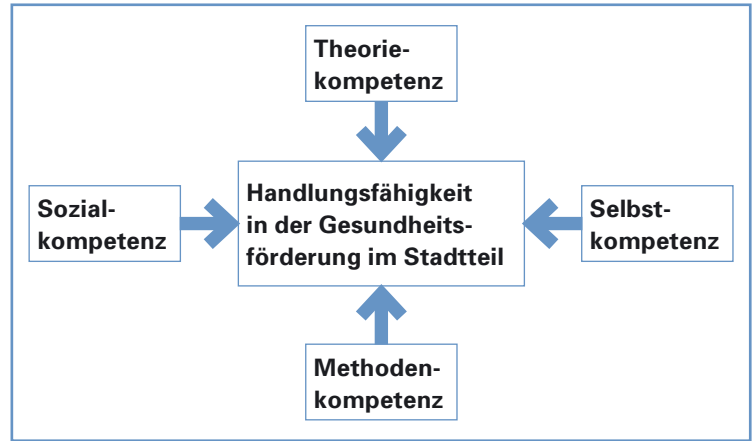 Theorie-
kompetenz
Sozial-
kompetenz
Handlungsfähigkeit
in der Gesundheits-
förderung im Stadtteil
Selbst-
kompetenz
Methoden-
kompetenz